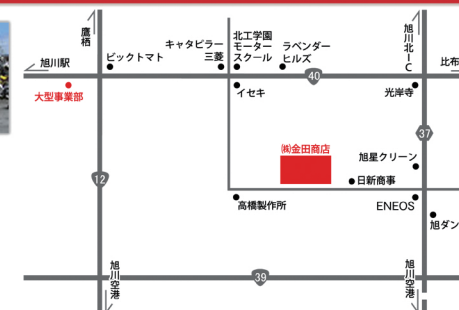 鷹栖
旭川北IC
北工学園
モーター
スクール
キャタピラー
三菱
ラベンダー
ヒルズ
旭川駅
ビックトマト
比布
40
大型事業部
イセキ
光岸寺
37
㈱金田商店
旭星クリーン
12
日新商事
高橋製作所
ENEOS
旭ダン
旭川空港
39
旭川空港